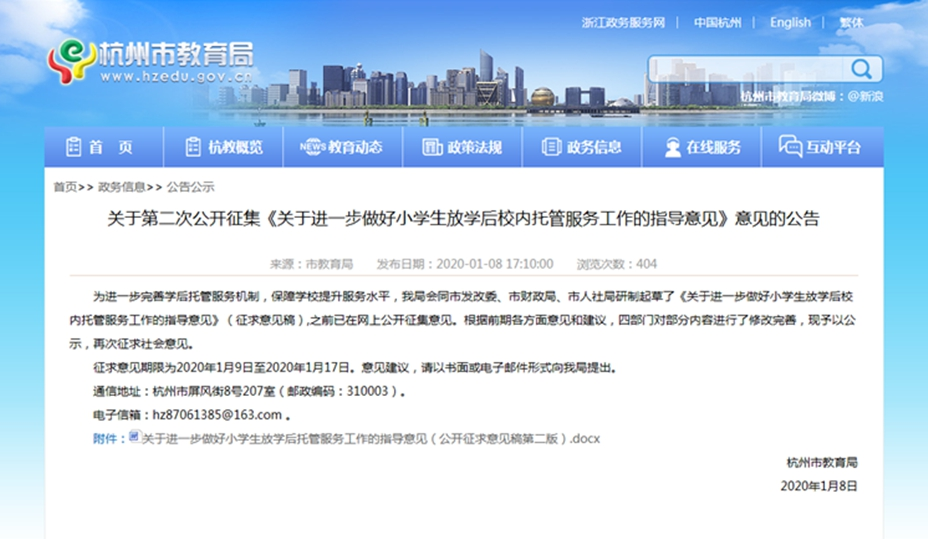 浙江政务服务网 | 中国杭州 | English | 繁体
杭州市教育局
www.hzedu.gov.cn
杭州市教育局微博：@新浪
首 页 杭教概览 NEWS教育动态 政策法规 政务信息 在线服务 互动平台
首页>> 政务信息>> 公告公示
关于第二次公开征集《关于进一步做好小学生放学后校内托管服务工作的指导意见》意见的公告
来源：市教育局 发布日期：2020-01-08 17:10:00 浏览次数：404
为进一步完善学后托管服务机制，保障学校提升服务水平，我局会同市发改委、市财政局、市人社局研制起草了《关于进一步做好小学生放学后校
内托管服务工作的指导意见》（征求意见稿）,之前已在网上公开征集意见。根据前期各方面意见和建议，四部门对部分内容进行了修改完善，现予以公
示，再次征求社会意见。
征求意见期限为2020年1月9日至2020年1月17日。意见建议，请以书面或电子邮件形式向我局提出。
通信地址：杭州市屏风街8号207室（邮政编码：310003）。
电子信箱：hz87061385@163.com 。
附件：关于进一步做好小学生放学后托管服务工作的指导意见（公开征求意见稿第二版）.docx
杭州市教育局
2020年1月8日